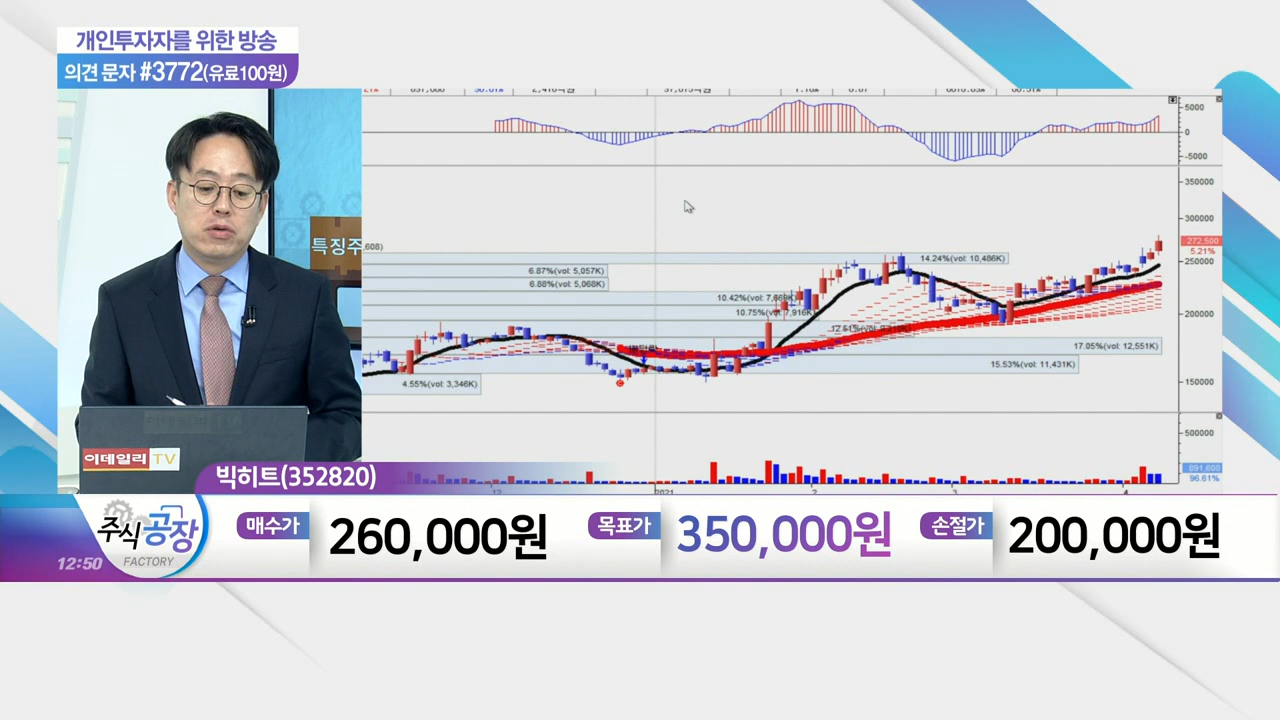 개인투자자를 위한 방송
의견 문자 #3772(유료100원)
특징주
608)
6.87%(vol: 5,057K)
6.88%(vol: 5,068K)
14.24%(vol: 10,486K)
10.42%(vol: 7,669K)
10.75%(vol: 7,916K)
17.05%(vol: 12,551K)
15.53%(vol: 11,431K)
4.55%(vol: 3,346K)
5000
0
-5000
350000
300000
272,500
5.21%
250000
200000
150000
500000
891,600
96.61%
12
2021
2
3
4
이데일리 TV
빅히트(352820)
주식공장
FACTORY
12:50
매수가
260,000원
목표가
350,000원
손절가
200,000원